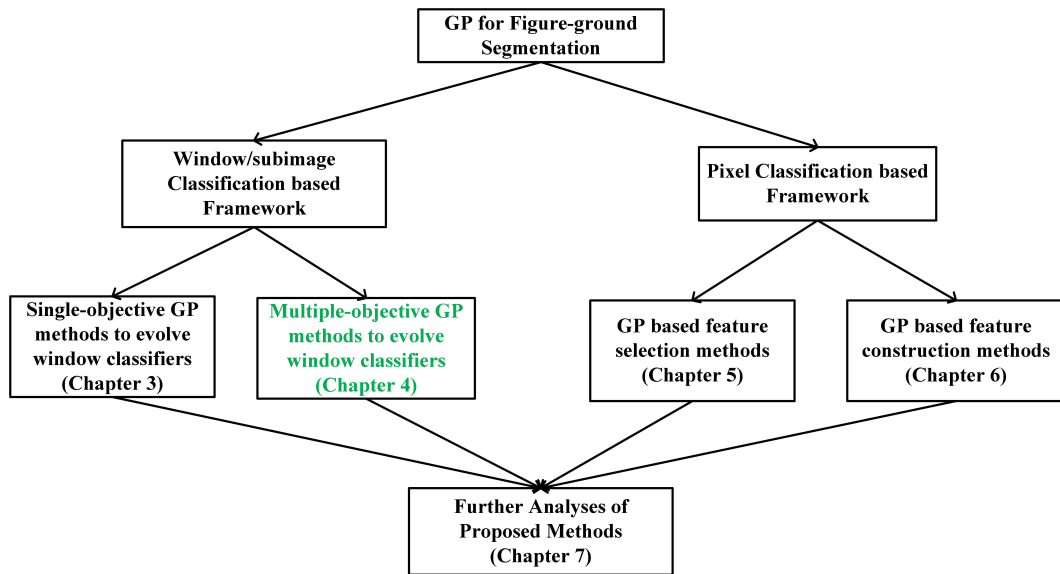 GP for Figure-ground
Segmentation
Window/subimage
Classification based
Framework
Pixel Classification based
Framework
Single-objective GP
methods to evolve
window classifiers
(Chapter 3)
Multiple-objective GP
methods to evolve
window classifiers
(Chapter 4)
GP based feature
selection methods
(Chapter 5)
GP based feature
construction methods
(Chapter 6)
Further Analyses of
Proposed Methods
(Chapter 7)